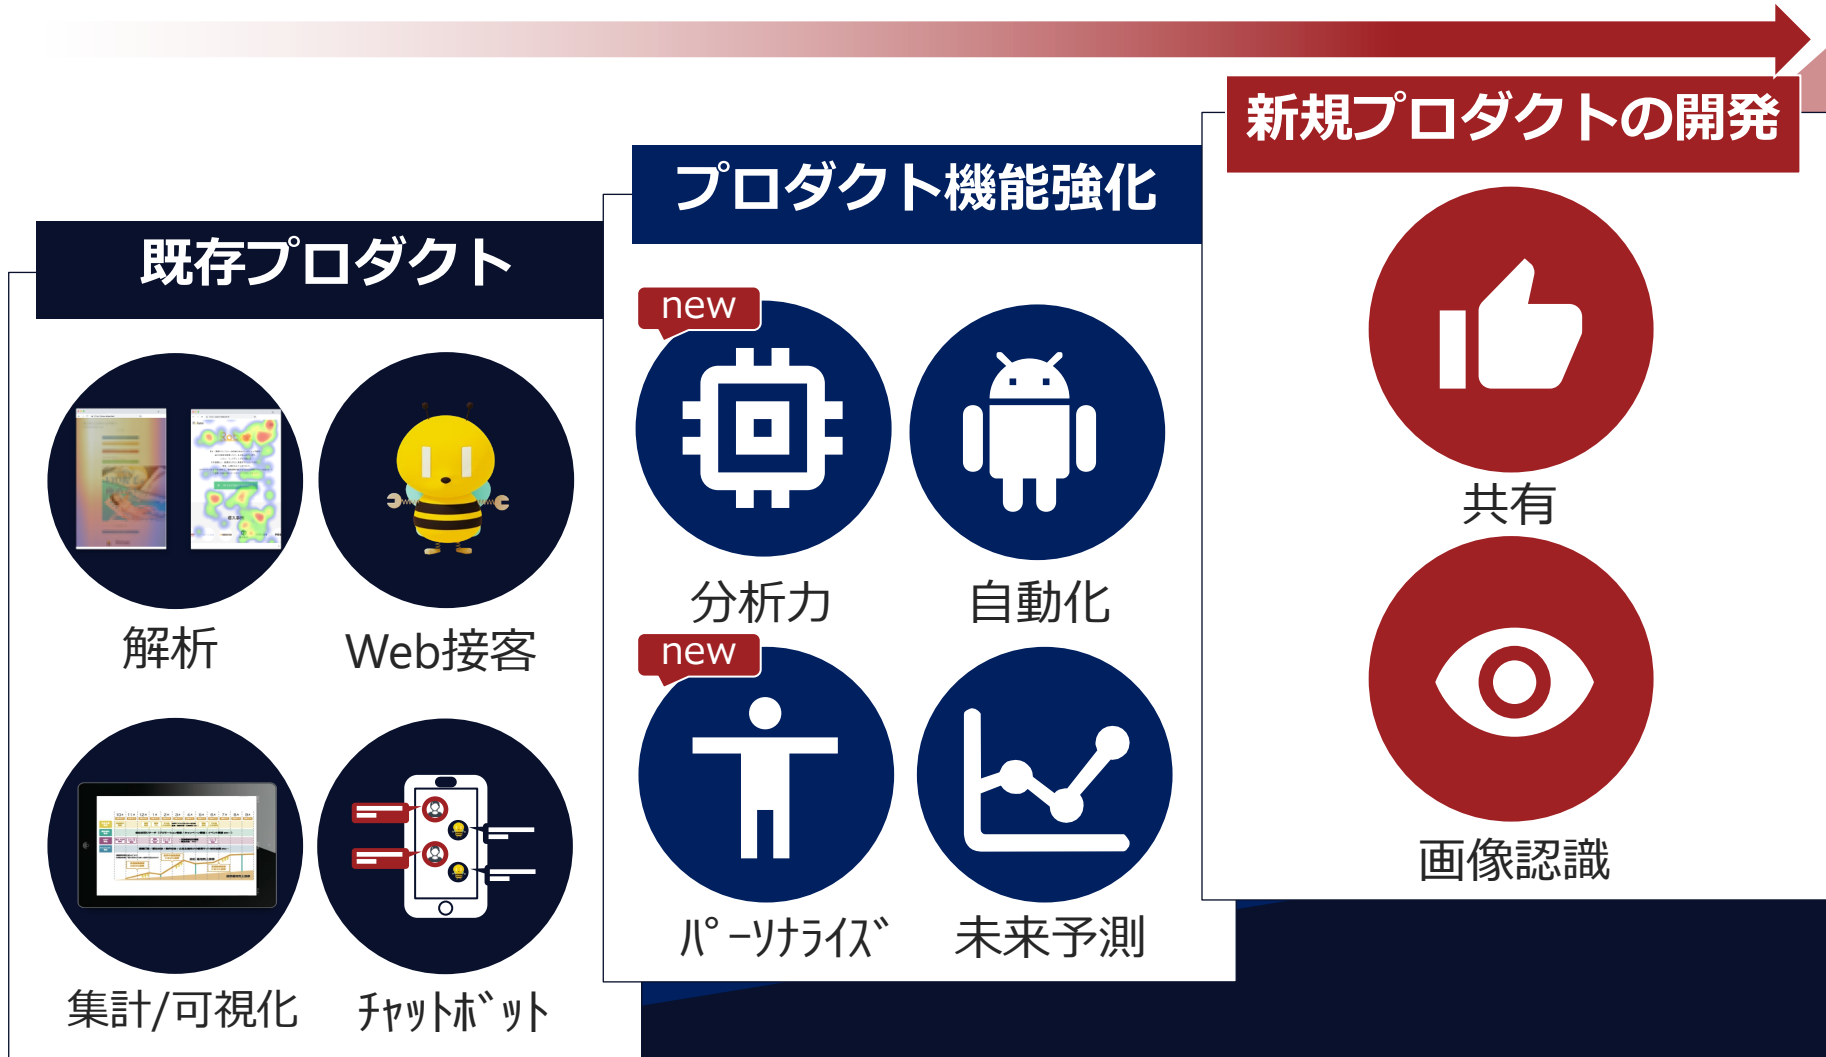 新規プロダクトの開発
プロダクト機能強化
既存プロダクト
解析
Web接客
集計/可視化
ﾁｬｯﾄﾎﾞｯﾄ
new
分析力
自動化
new
ﾊﾟｰｿﾅﾗｲｽﾞ
未来予測
共有
画像認識